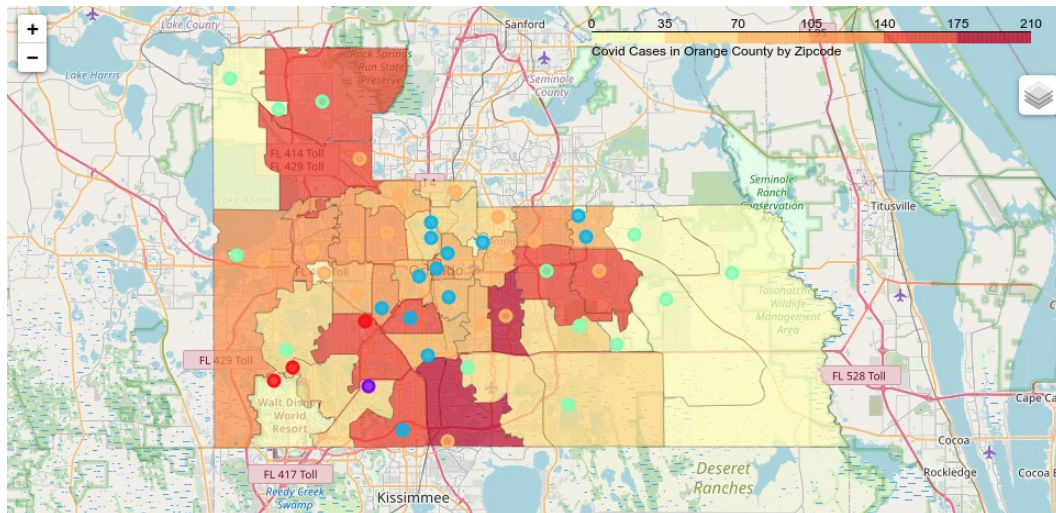 +
−
Lake County
Sanford
0 35 70 105 140 175 210
Covid Cases in Orange County by Zipcode
Rock Springs
Run State
Preserve
Lake Harris
Seminole
County
FL 414 Toll
FL 429 Toll
Lake Apopka
Seminole
Ranch
Conservation
Area
Titusville
Toll
Tosohatchee
Wildlife
Management
Area
FL 429 Toll
FL 528 Toll
Walt Disney
World
Resort
Cape Ca
Cocoa
FL 417 Toll
Deseret
Ranches
Rockledge
Cocoa B
Reedy Creek
Swamp
Kissimmee